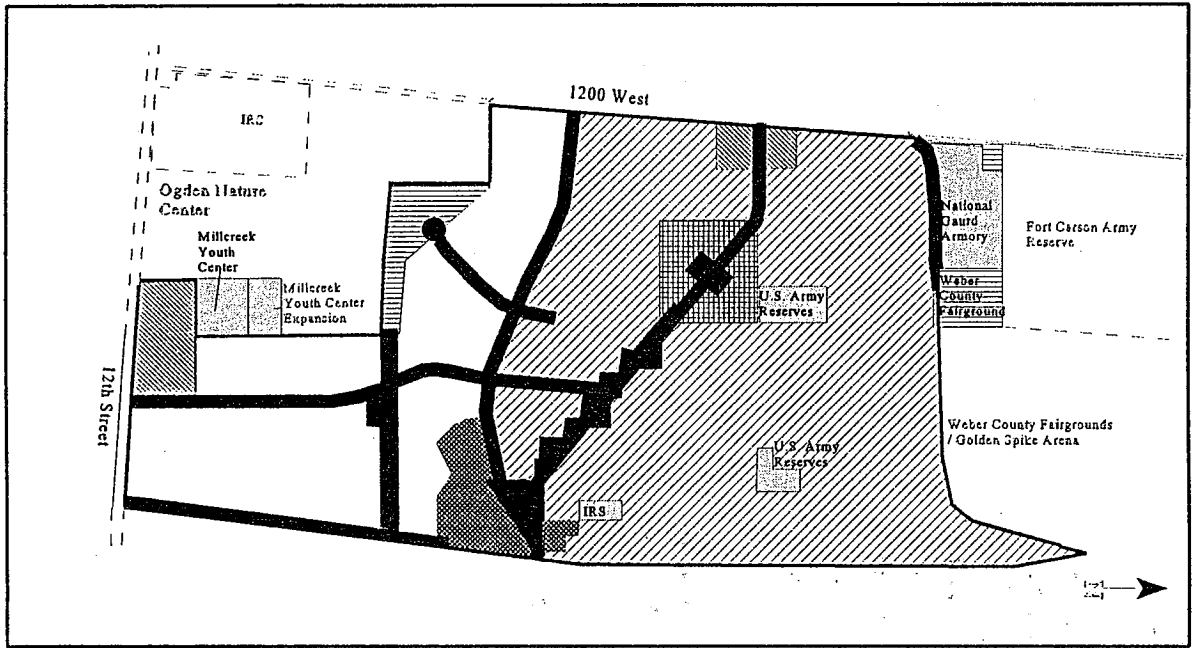 1200 West
Ogden Nature
Center
Millcreek
Youth
Center
Millcreek
Youth Center
Expansion
12th Street
National
Gaurd
Armory
Fort Carson Army
Reserve
Weber
County
Fairground
U.S. Army
Reserves
Weber County Fairgrounds
/ Golden Spike Arena
U.S. Army
Reserves
IRS